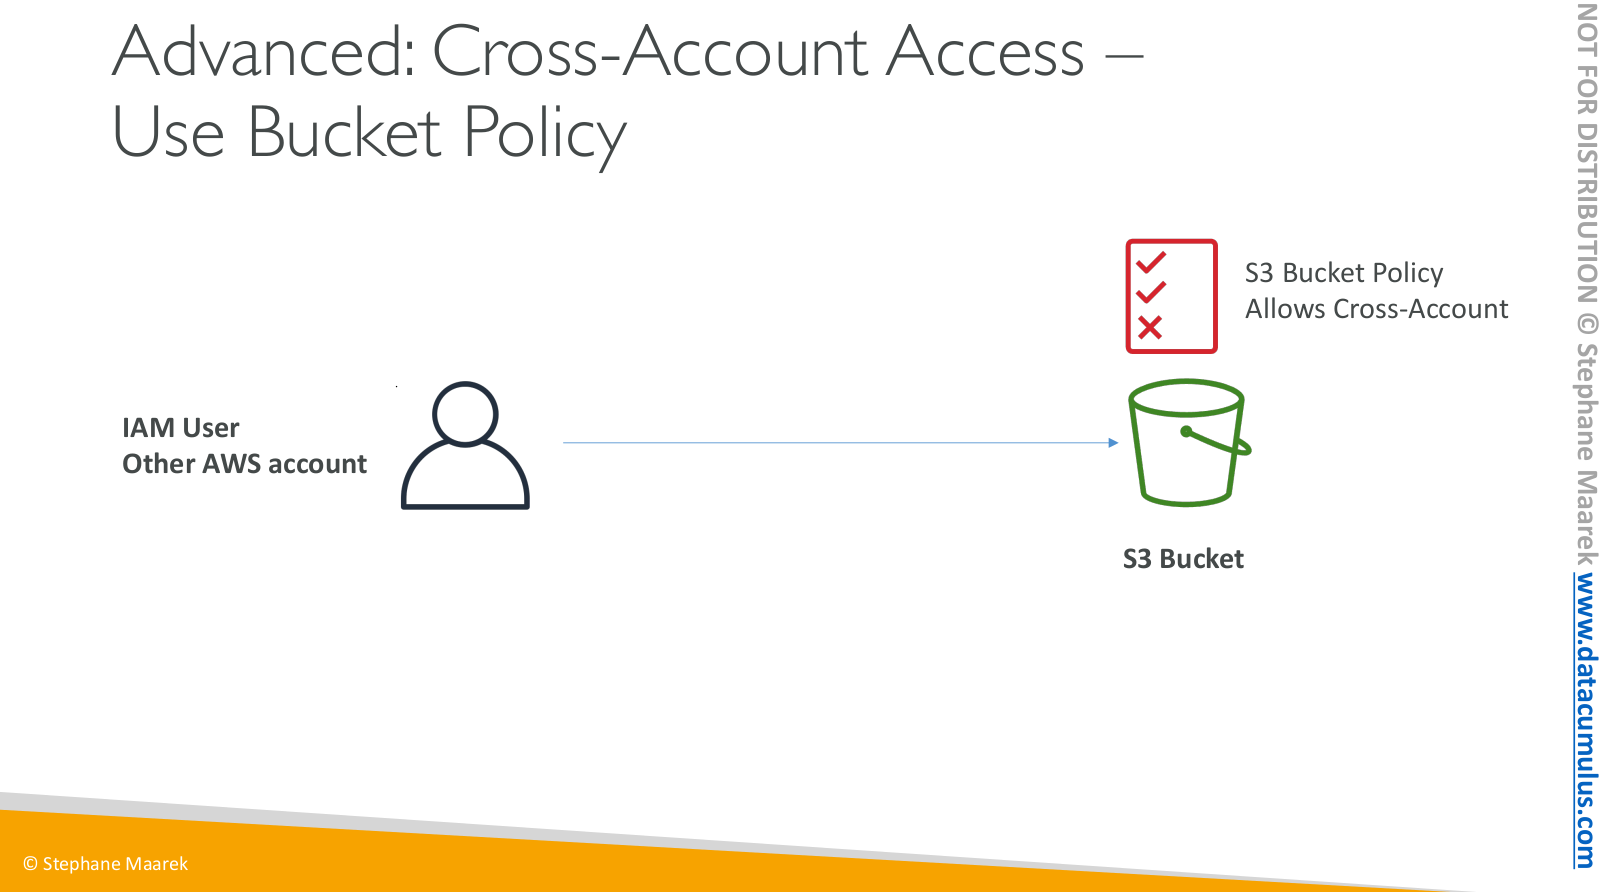 Advanced: Cross-Account Access –
Use Bucket Policy
S3 Bucket Policy
Allows Cross-Account
IAM User
Other AWS account
S3 Bucket
© Stephane Maarek
NOT FOR DISTRIBUTION © Stephane Maarek www.datacumulus.com